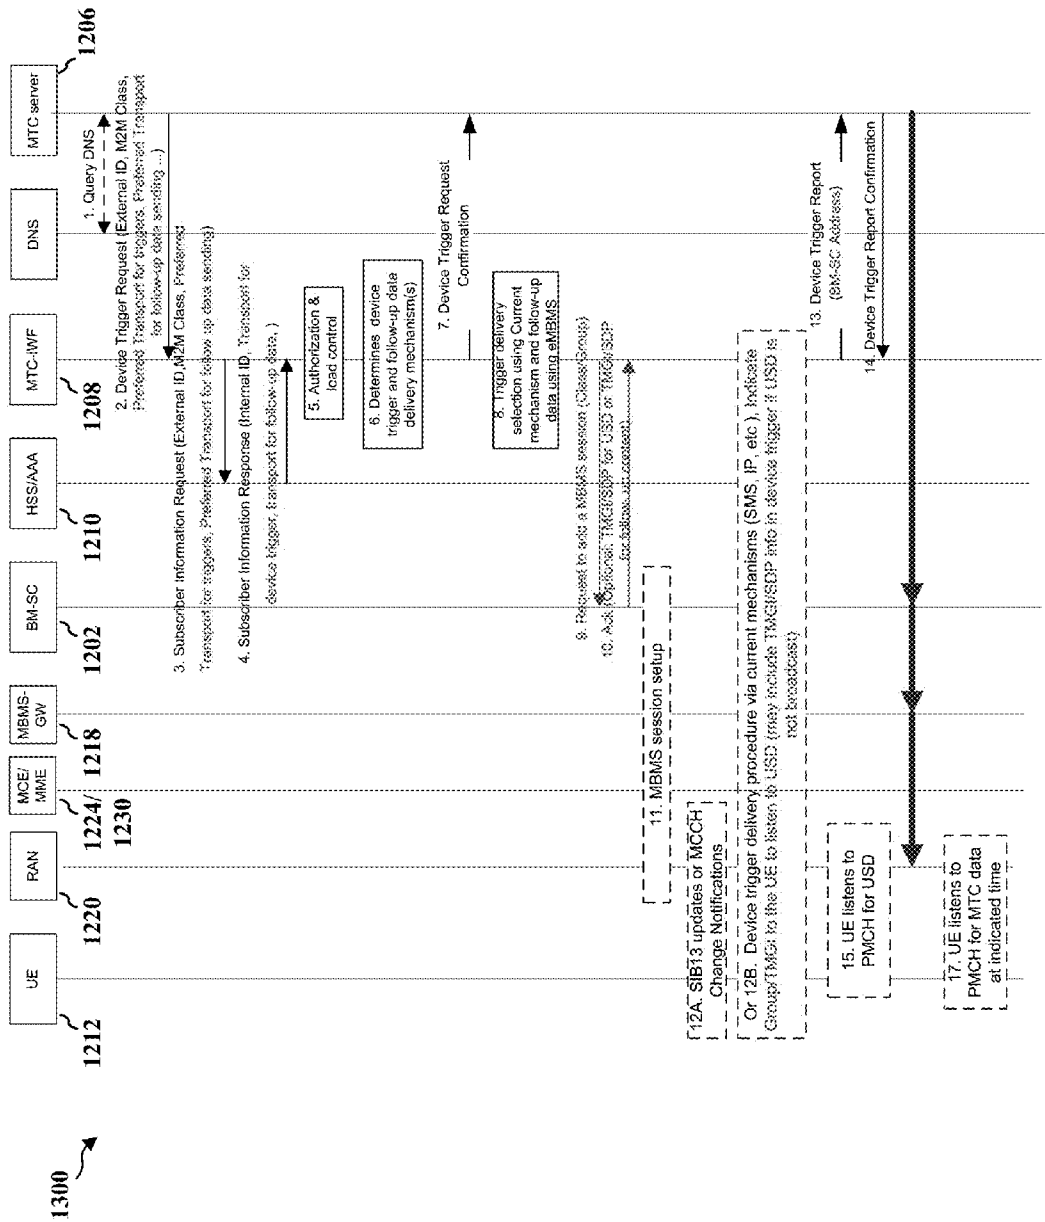 1300
UE
1212
RAN
1220
MCE/
MME
1224/
1230
MBMS-
GW
1218
BM-SC
1202
HSS/AAA
1210
MTC-IWF
1208
DNS
MTC server
1206
1. Query DNS
2. Device Trigger Request (External ID, M2M Class,
Preferred Transport for triggers, Preferred Transport
for follow-up data sending ...)
3. Subscriber Information Request (External ID,M2M Class, Preferred
Transport for triggers, Preferred Transport for follow up data sending)
4. Subscriber Information Response (Internal ID, Transport for
device trigger, transport for follow-up data, )
5. Authorization &
load control
6. Determines device
trigger and follow-up data
delivery mechanism(s)
7. Device Trigger Request
Confirmation
8. Trigger delivery
selection using Current
mechanism and follow-up
data using eMBMS
9. Request to add a MBMS session (Class/Group)
10. Ack (Optional: TMGI/SDP for USD or TMGI/SDP
for follow up content)
11. MBMS session setup
12A. SIB13 updates or MCCH
Change Notifications
Or 12B. Device trigger delivery procedure via current mechanisms (SMS, IP, etc ), Indicate
Group/TMGI to the UE to listen to USD (may include TMGI/SDP info in device trigger if USD is
not broadcast)
13. Device Trigger Report
(BM-SC Address)
14. Device Trigger Report Confirmation
15. UE listens to
PMCH for USD
17. UE listens to
PMCH for MTC data
at indicated time